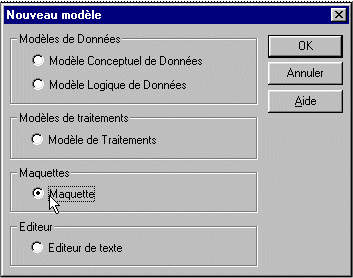 Nouveau modèle
Modèles de Données
Modèle Conceptuel de Données
Modèle Logique de Données
Modèles de traitements
Modèle de Traitements
Maquettes
Maquette
Editeur
Editeur de texte
OK
Annuler
Aide